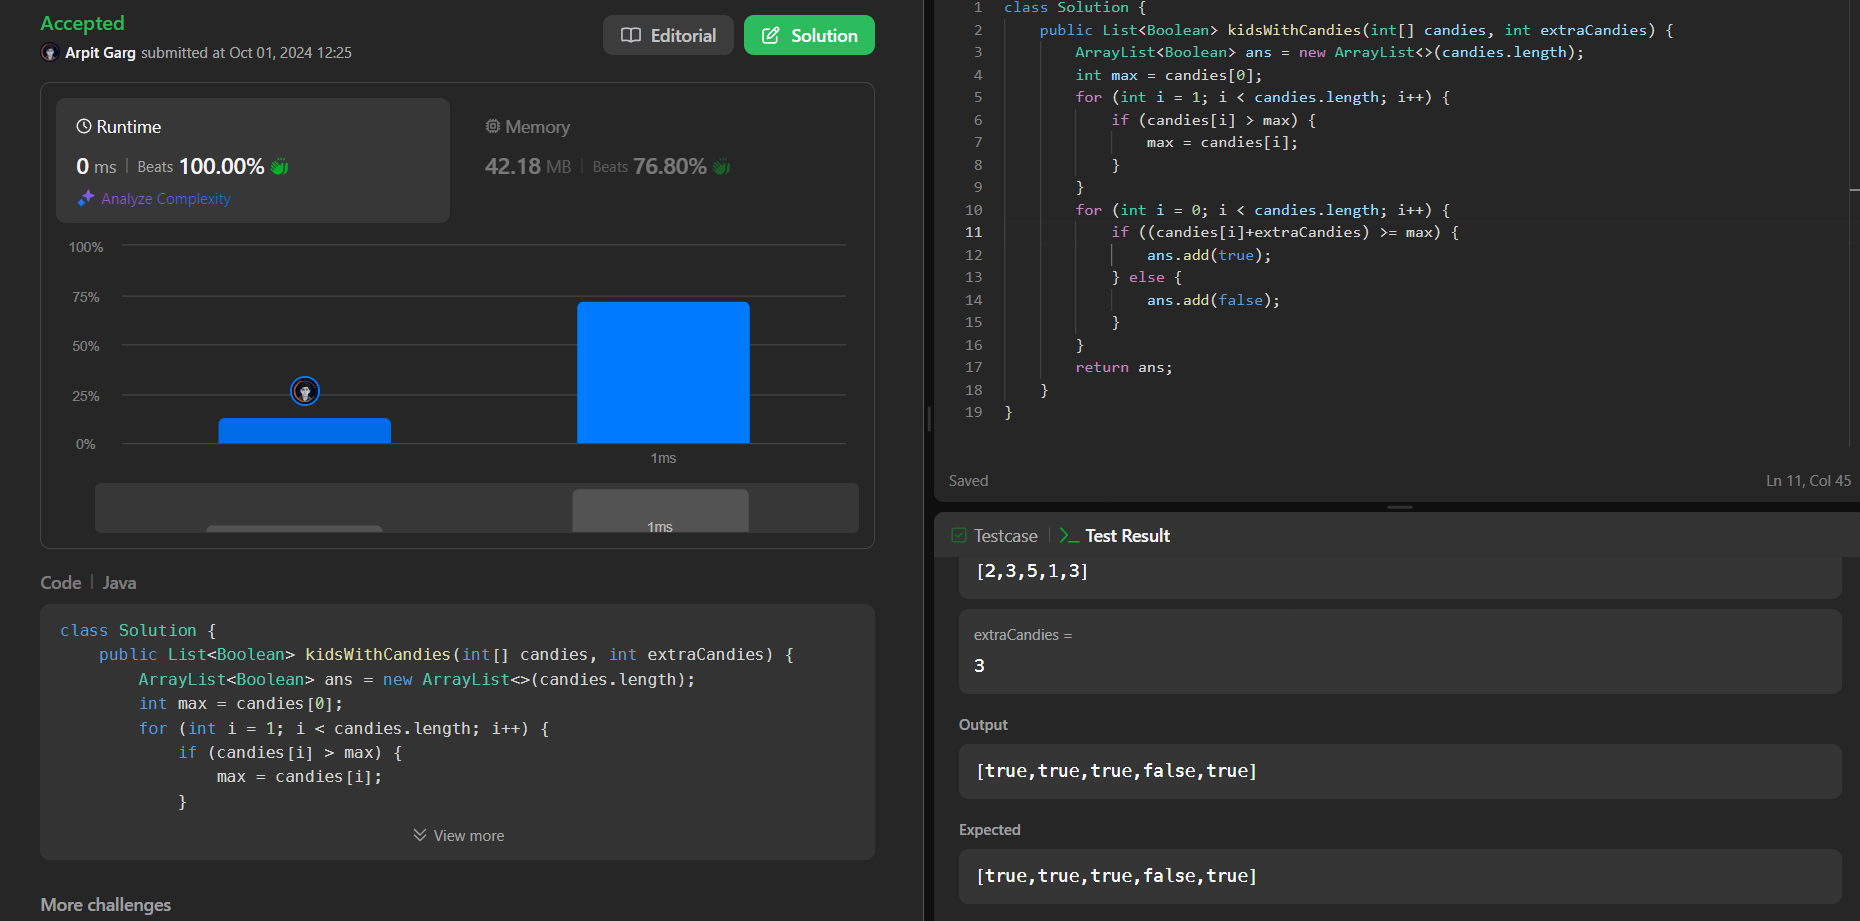 Accepted
Arpit Garg submitted at Oct 01, 2024 12:25
Editorial
Solution
Runtime
0 ms | Beats 100.00%
Analyze Complexity
Memory
42.18 MB | Beats 76.80%
100%
75%
50%
25%
0%
1ms
1ms
Code | Java
class Solution {
    public List<Boolean> kidsWithCandies(int[] candies, int extraCandies) {
        ArrayList<Boolean> ans = new ArrayList<>(candies.length);
        int max = candies[0];
        for (int i = 1; i < candies.length; i++) {
            if (candies[i] > max) {
                max = candies[i];
            }
View more
More challenges
1 class Solution {
2     public List<Boolean> kidsWithCandies(int[] candies, int extraCandies) {
3         ArrayList<Boolean> ans = new ArrayList<>(candies.length);
4         int max = candies[0];
5         for (int i = 1; i < candies.length; i++) {
6             if (candies[i] > max) {
7                 max = candies[i];
8             }
9         }
10         for (int i = 0; i < candies.length; i++) {
11             if ((candies[i]+extraCandies) >= max) {
12                 ans.add(true);
13             } else {
14                 ans.add(false);
15             }
16         }
17         return ans;
18     }
19 }
Saved
Ln 11, Col 45
Testcase | >_ Test Result
[2,3,5,1,3]
extraCandies =
3
Output
[true,true,true,false,true]
Expected
[true,true,true,false,true]